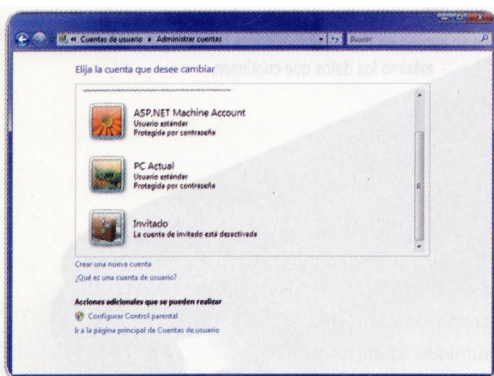 « Cuentas de usuario ▸ Administrar cuentas
Buscar
Elija la cuenta que desee cambiar
ASP.NET Machine Account
Usuario estándar
Protegida por contraseña
PC Actual
Usuario estándar
Protegida por contraseña
Invitado
La cuenta de invitado está desactivada
Crear una nueva cuenta
¿Qué es una cuenta de usuario?
Acciones adicionales que se pueden realizar
Configurar Control parental
Ir a la página principal de Cuentas de usuario